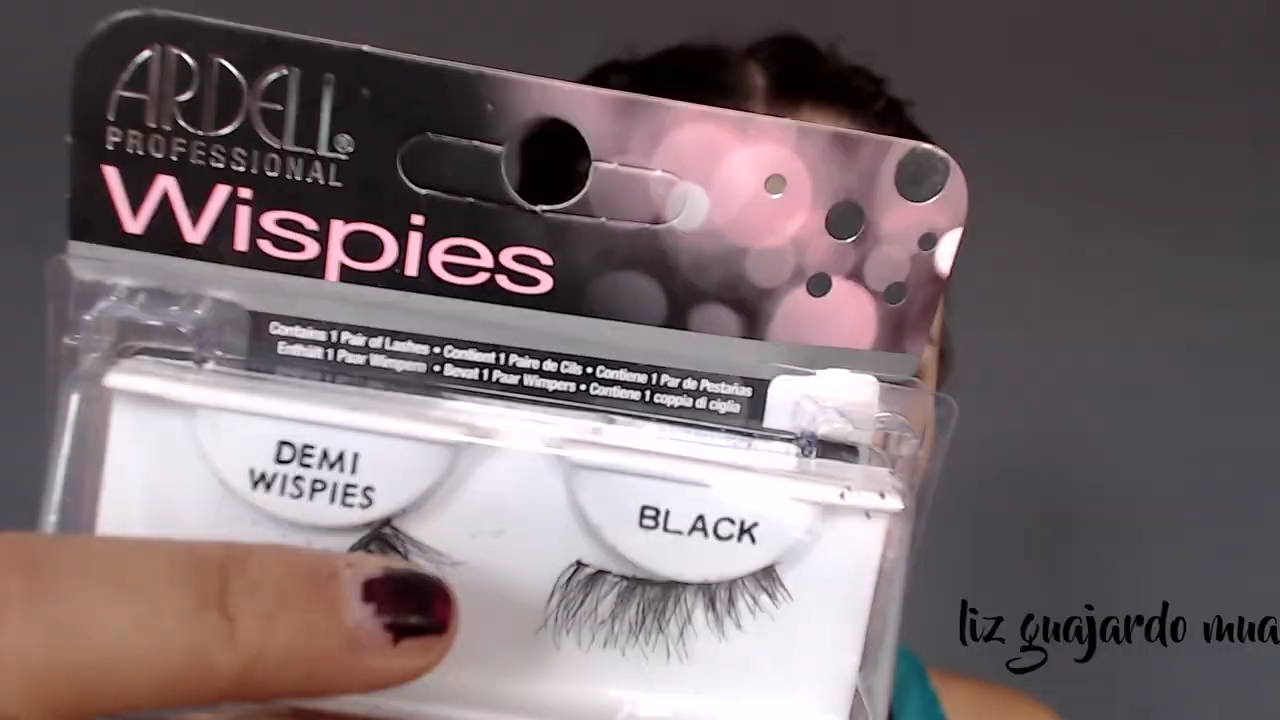 ARDELL®
PROFESSIONAL
Wispies
Contains 1 Pair of Lashes • Contient 1 Paire de Cils • Contiene 1 Par de Pestañas
Enthält 1 Paar Wimpern • Bevat 1 Paar Wimpers • Contiene 1 coppia di ciglia
DEMI
WISPIES
BLACK
liz guajardo mua